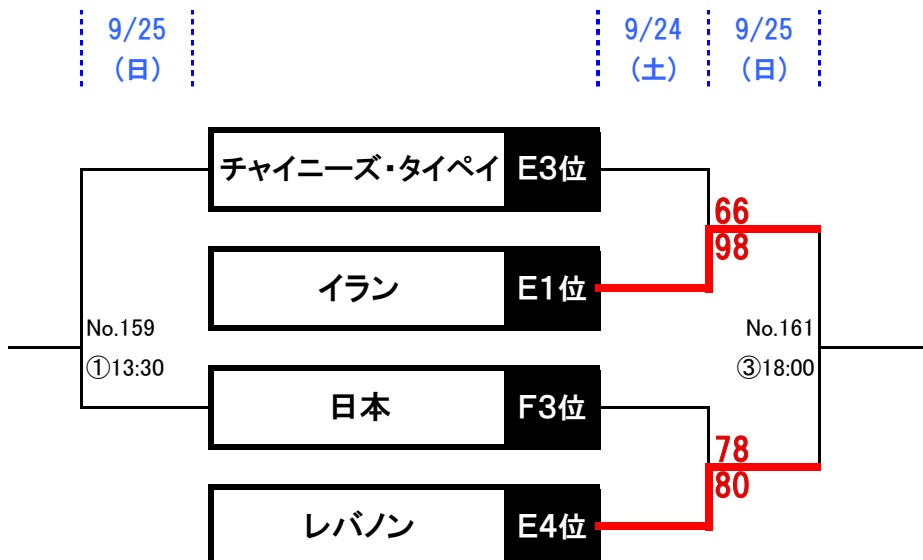 9/25
(日)
9/24
(土)
9/25
(日)
チャイニーズ・タイペイ E3位
66
98
イラン E1位
No.159
①13:30
No.161
③18:00
日本 F3位
78
80
レバノン E4位